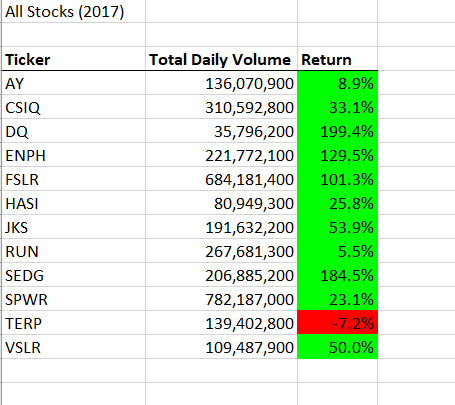 All Stocks (2017)
Ticker Total Daily Volume Return
AY 136,070,900 8.9%
CSIQ 310,592,800 33.1%
DQ 35,796,200 199.4%
ENPH 221,772,100 129.5%
FSLR 684,181,400 101.3%
HASI 80,949,300 25.8%
JKS 191,632,200 53.9%
RUN 267,681,300 5.5%
SEDG 206,885,200 184.5%
SPWR 782,187,000 23.1%
TERP 139,402,800 -7.2%
VSLR 109,487,900 50.0%